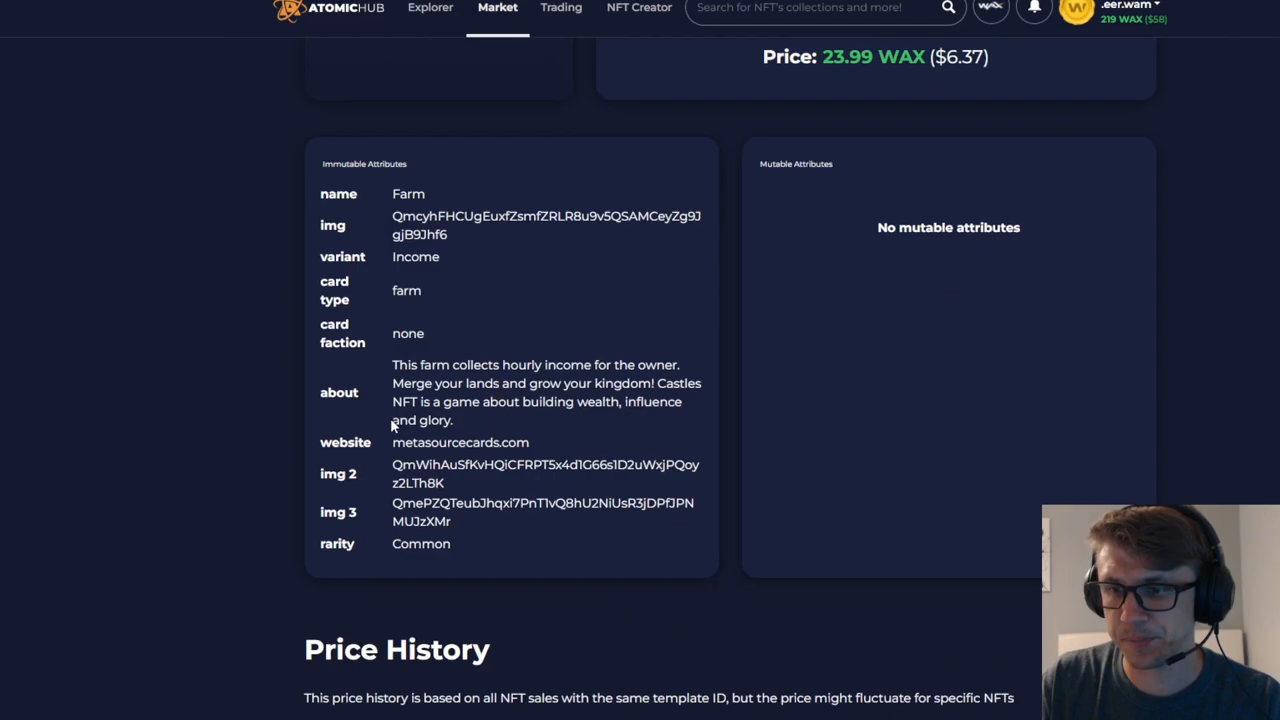 ATOMICHUB
Explorer
Market
Trading
NFT Creator
Search for NFT's collections and more!
.eer.wam
219 WAX ($58)
Price: 23.99 WAX ($6.37)
Immutable Attributes
name Farm
img QmcyhFHCUgEuxfZsmfZRLR8u9v5QSAMCeyZg9J
gjB9Jhf6
variant Income
card
type farm
card
faction none
about This farm collects hourly income for the owner.
Merge your lands and grow your kingdom! Castles
NFT is a game about building wealth, influence
and glory.
website metasourcecards.com
img 2 QmWihAuSfKvHQiCFRPT5x4d1G66s1D2uWxjPQoy
z2LTh8K
img 3 QmePZQTeubJhqxi7PnT1vQ8hU2NiUsR3jDPfJPN
MUJzXMr
rarity Common
Mutable Attributes
No mutable attributes
Price History
This price history is based on all NFT sales with the same template ID, but the price might fluctuate for specific NFTs